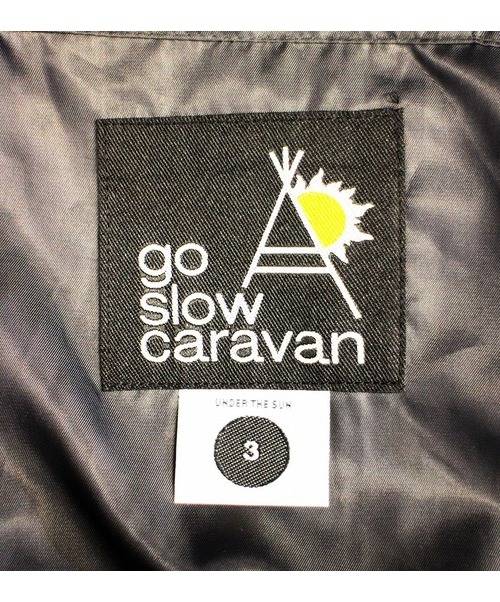 go
slow
caravan
UNDER THE SUN
3